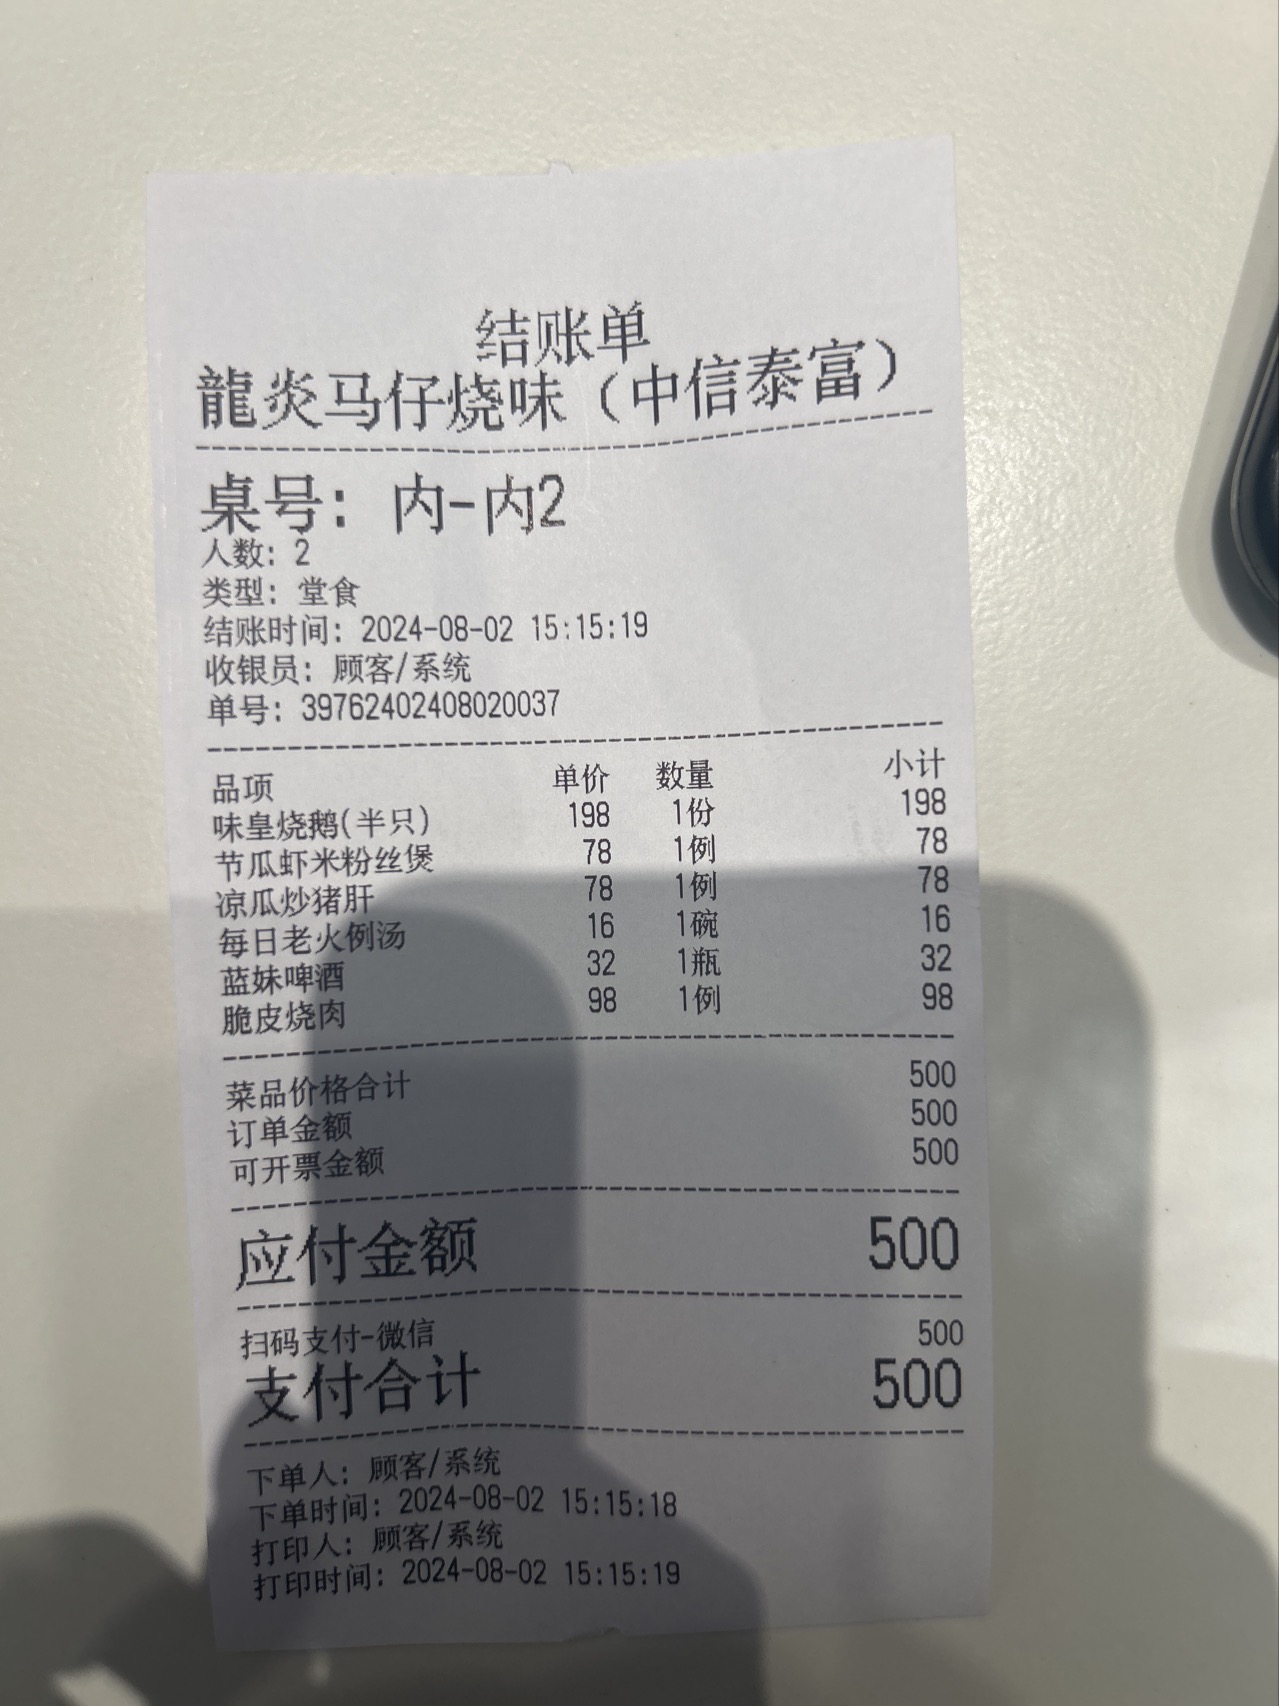 结账单
龍炎马仔烧味（中信泰富）
桌号： 内-内2
人数：2
类型：堂食
结账时间：2024-08-02 15:15:19
收银员：顾客/系统
单号：39762402408020037
品项 单价 数量 小计
味皇烧鹅(半只) 198 1份 198
节瓜虾米粉丝煲 78 1例 78
凉瓜炒猪肝 78 1例 78
每日老火例汤 16 1碗 16
蓝妹啤酒 32 1瓶 32
脆皮烧肉 98 1例 98
菜品价格合计 500
订单金额 500
可开票金额 500
应付金额 500
扫码支付-微信 500
支付合计 500
下单人：顾客/系统
下单时间：2024-08-02 15:15:18
打印人：顾客/系统
打印时间：2024-08-02 15:15:19